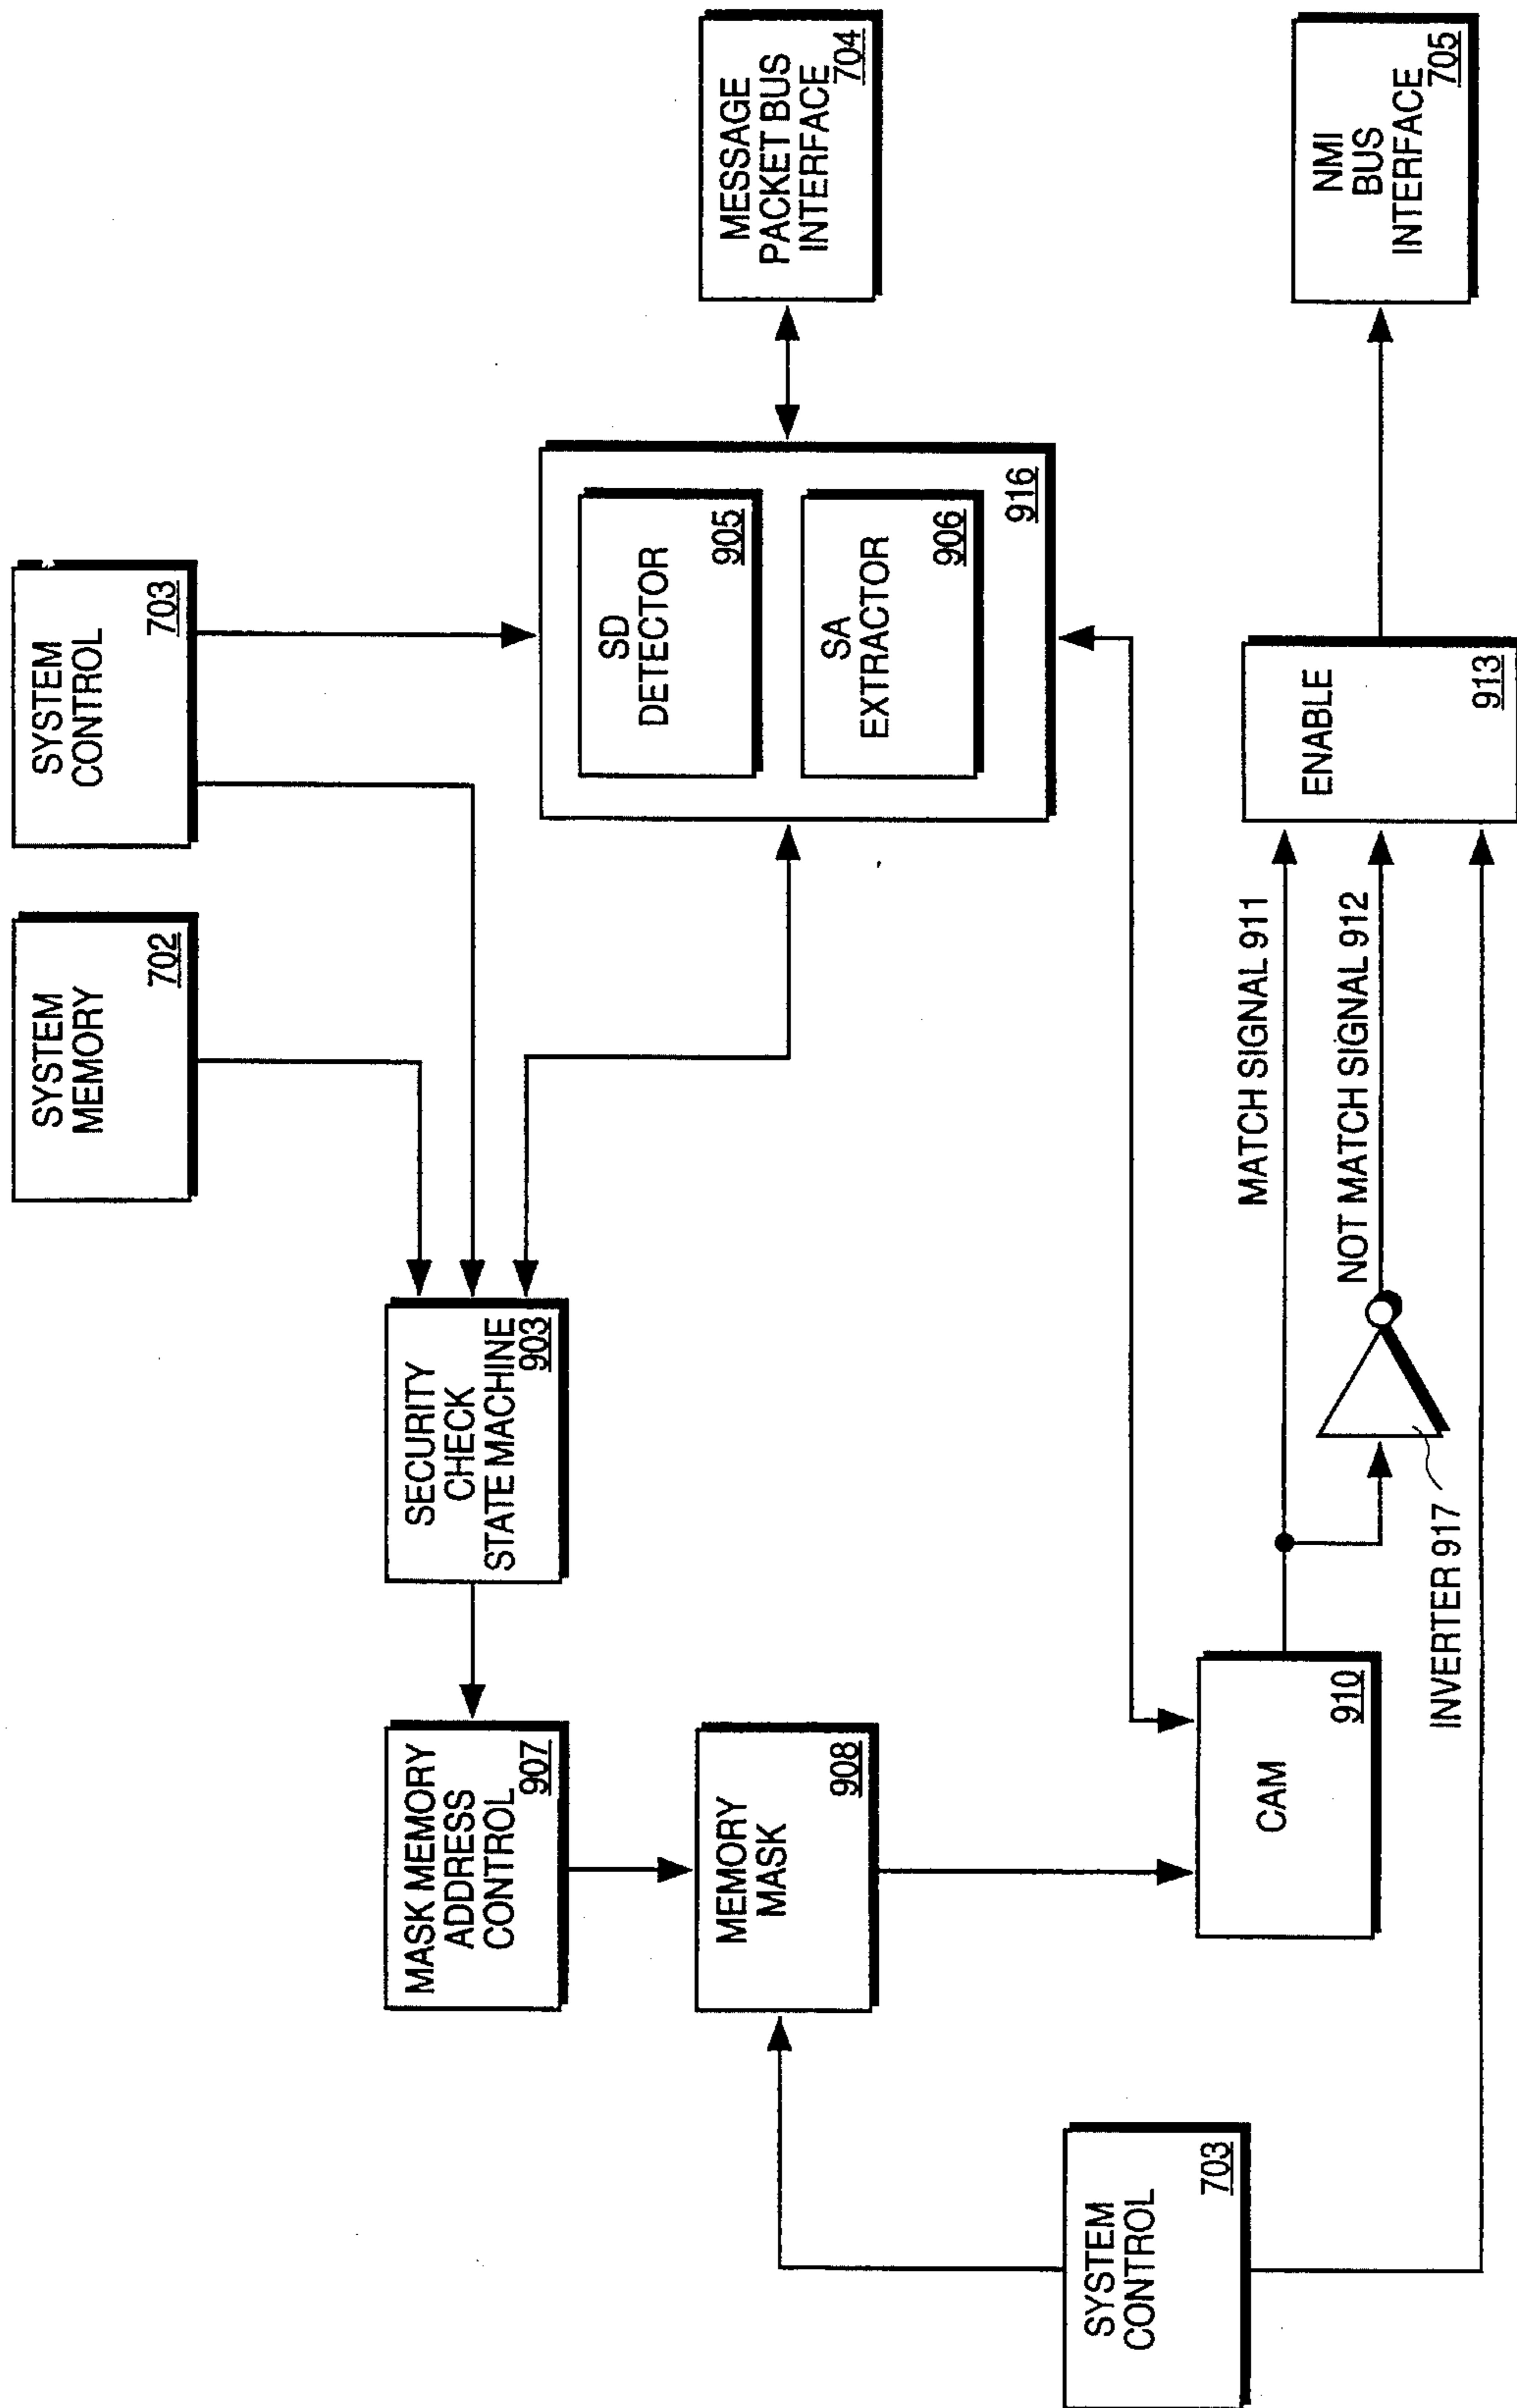 SYSTEM
MEMORY
702
SYSTEM
CONTROL
703
SECURITY
CHECK
STATE MACHINE
903
MASK MEMORY
ADDRESS
CONTROL
907
MEMORY
MASK
908
SD
DETECTOR
905
SA
EXTRACTOR
906
916
MESSAGE
PACKET BUS
INTERFACE
704
SYSTEM
CONTROL
703
CAM
910
MATCH SIGNAL 911
NOT MATCH SIGNAL 912
INVERTER 917
ENABLE
913
NMI
BUS
INTERFACE
705